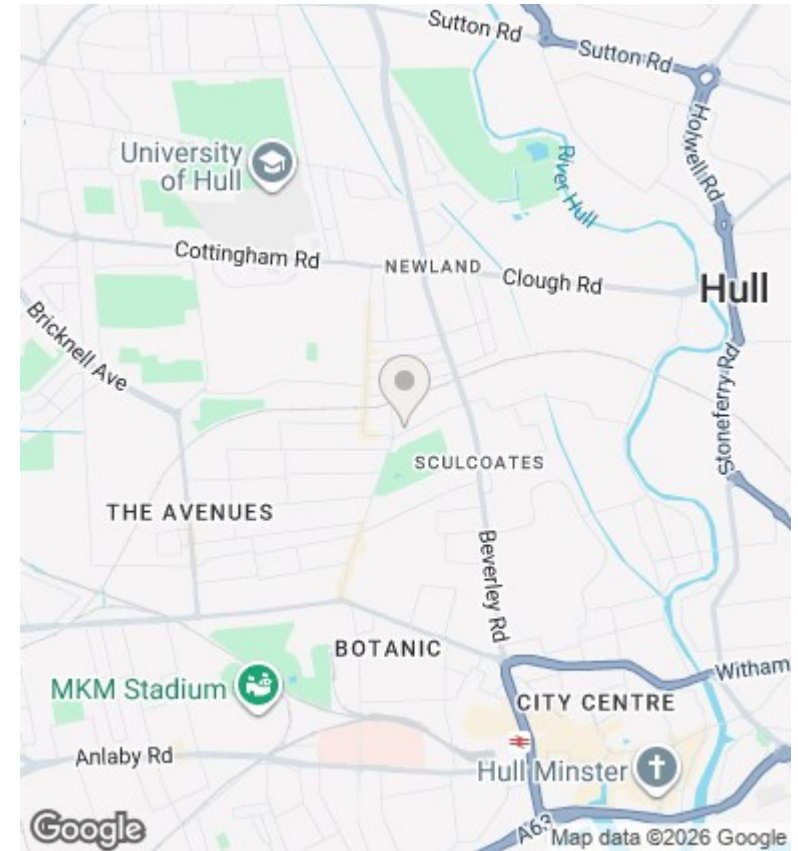 Sutton Rd
Sutton Rd
Holwell Rd
University
of Hull
River Hull
Cottingham Rd
NEWLAND
Clough Rd
Hull
Bricknell Ave
Stoneferry Rd
SCULCOATES
THE AVENUES
Beverley Rd
BOTANIC
Witham
MKM Stadium
CITY CENTRE
Anlaby Rd
Hull Minster
A63
Google
Map data ©2026 Google